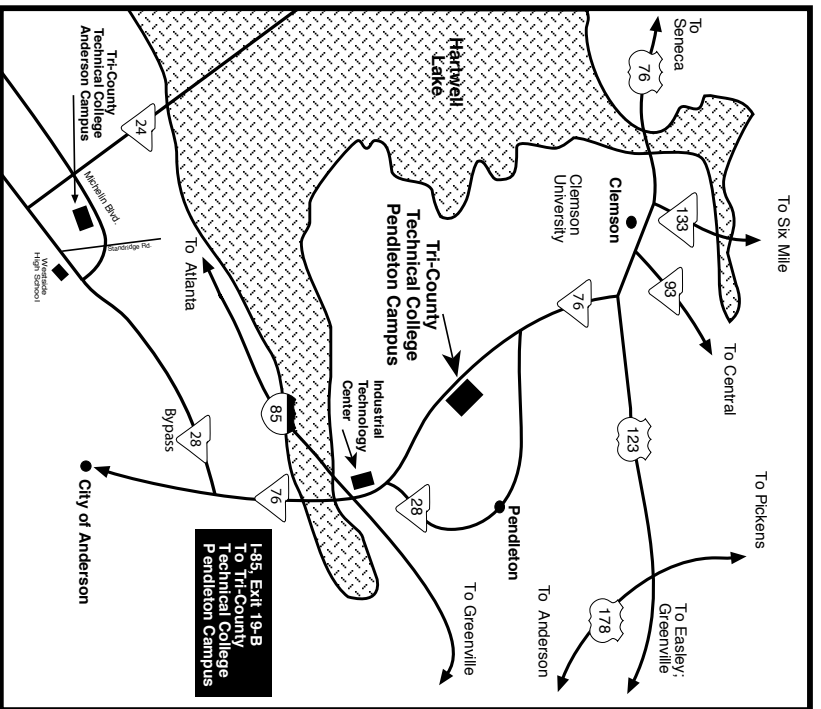 To
Seneca
76
To Six Mile
133
93
To Central
Clemson
Clemson
University
Hartwell
Lake
76
123
To Pickens
To Easley;
Greenville
178
To Anderson
Tri-County
Technical College
Pendleton Campus
Pendleton
28
Industrial
Technology
Center
To Greenville
85
To Atlanta
76
I-85, Exit 19-B
To Tri-County
Technical College
Pendleton Campus
28
Bypass
City of Anderson
24
Tri-County
Technical College
Anderson Campus
Michelin Blvd.
Standridge Rd.
Westside
High School